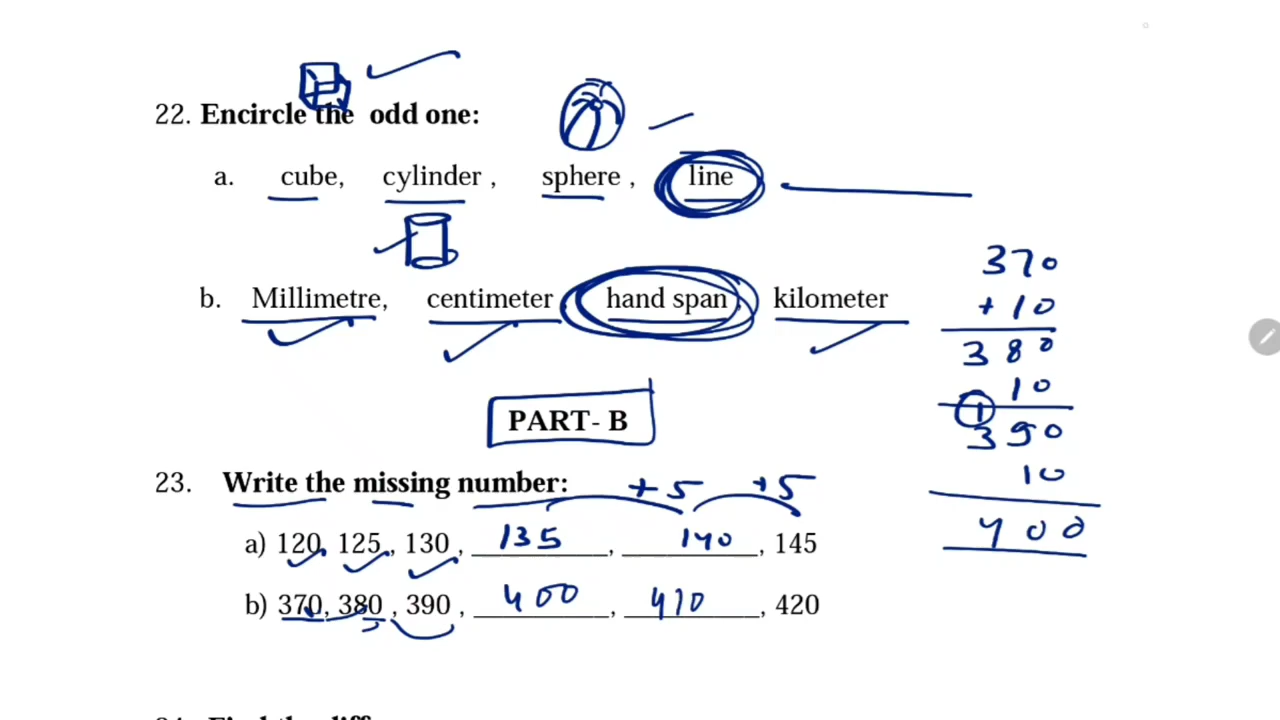 22. Encircle the odd one:
a. cube, cylinder , sphere , line
b. Millimetre, centimeter hand span, kilometer
370
+ 10
380
10
1
390
10
400
PART- B
23. Write the missing number:
+5 +5
a) 120, 125 , 130 , 135 , 140 , 145
b) 370, 380 , 390 , 400 , 410 , 420